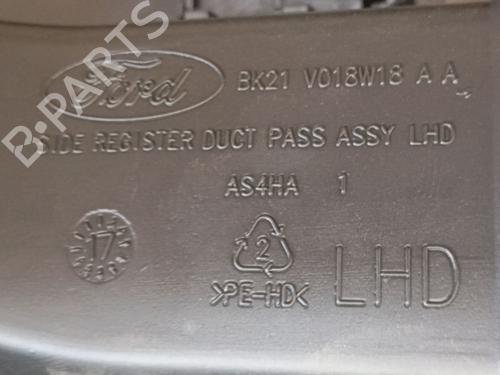 Ford
BK21 V018W18 A A
SIDE REGISTER DUCT PASS ASSY LHD
AS4HA 1
17
2
>PE-HD<
LHD
B-PARTS